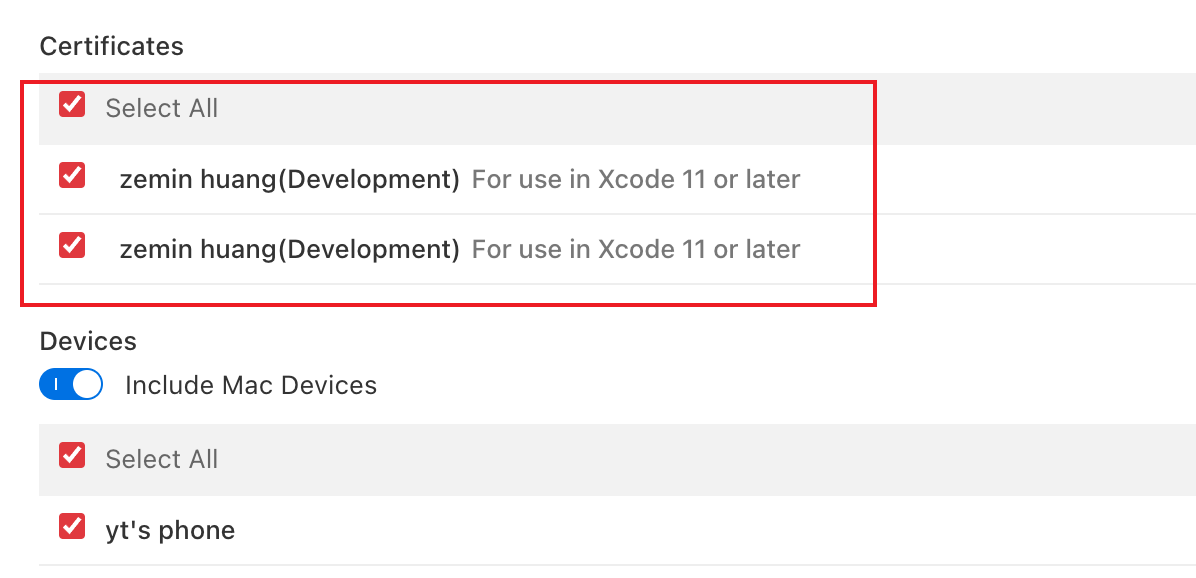 Certificates
Select All
zemin huang(Development) For use in Xcode 11 or later
zemin huang(Development) For use in Xcode 11 or later
Devices
Include Mac Devices
Select All
yt's phone